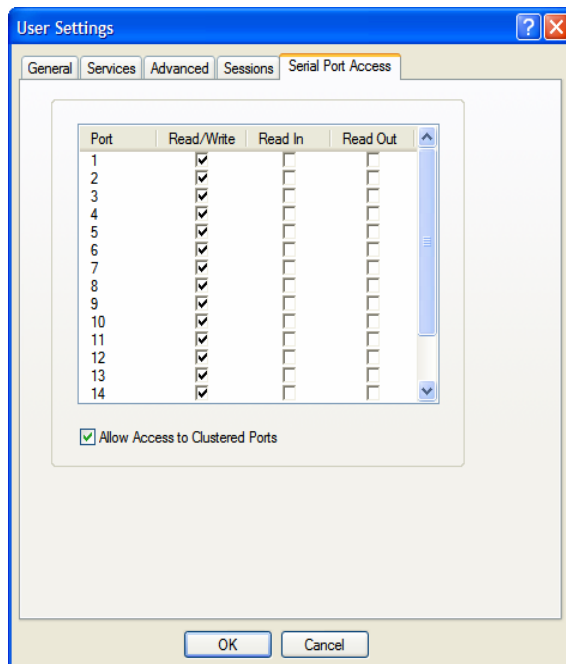 User Settings
General Services Advanced Sessions Serial Port Access
Port Read/Write Read In Read Out
1
2
3
4
5
6
7
8
9
10
11
12
13
14
Allow Access to Clustered Ports
OK Cancel